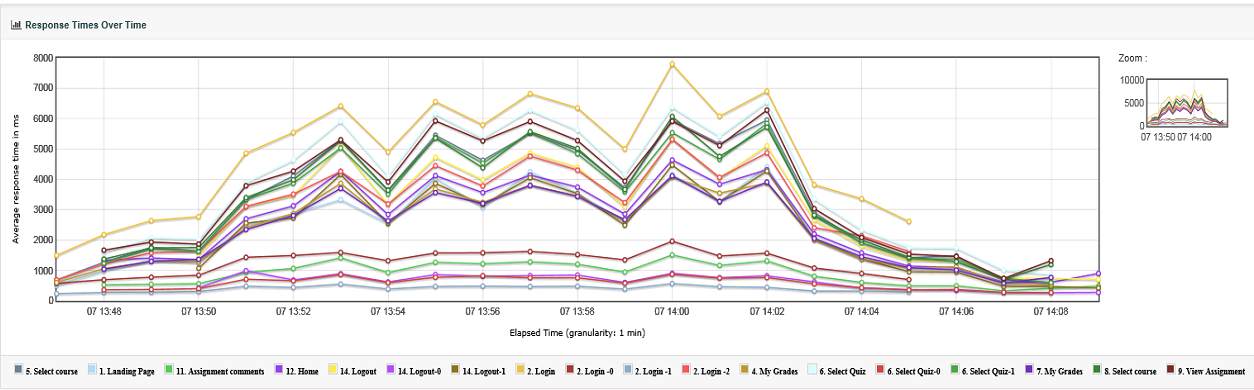 Response Times Over Time
Zoom :
8000
7000
6000
5000
4000
3000
2000
1000
0
Average response time in ms
10000
5000
0
07 13:50 07 14:00
07 13:48 07 13:50 07 13:52 07 13:54 07 13:56 07 13:58 07 14:00 07 14:02 07 14:04 07 14:06 07 14:08
Elapsed Time (granularity: 1 min)
5. Select course 1. Landing Page 11. Assignment comments 12. Home 14. Logout 14. Logout-0 14. Logout-1 2. Login 2. Login -0 2. Login -1 2. Login -2 4. My Grades 6. Select Quiz 6. Select Quiz-0 6. Select Quiz-1 7. My Grades 8. Select course 9. View Assignment